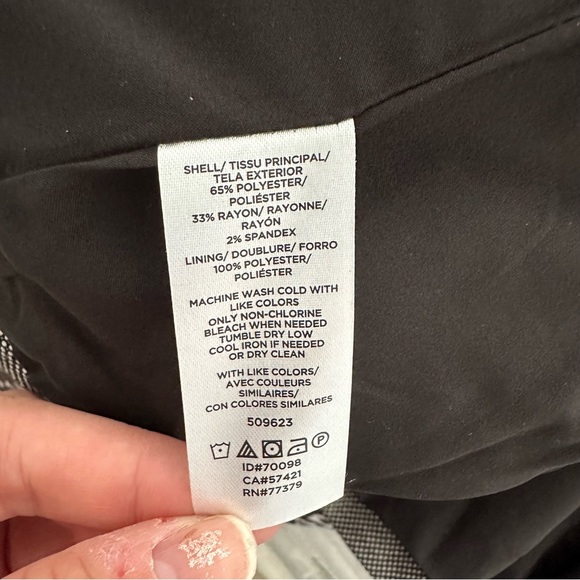 SHELL/ TISSU PRINCIPAL/
TELA EXTERIOR
65% POLYESTER/
POLIÉSTER
33% RAYON/ RAYONNE/
RAYÓN
2% SPANDEX
LINING/ DOUBLURE/ FORRO
100% POLYESTER/
POLIÉSTER
MACHINE WASH COLD WITH
LIKE COLORS
ONLY NON-CHLORINE
BLEACH WHEN NEEDED
TUMBLE DRY LOW
COOL IRON IF NEEDED
OR DRY CLEAN
WITH LIKE COLORS/
AVEC COULEURS
SIMILAIRES/
CON COLORES SIMILARES
509623
P
ID#70098
CA#57421
RN#77379